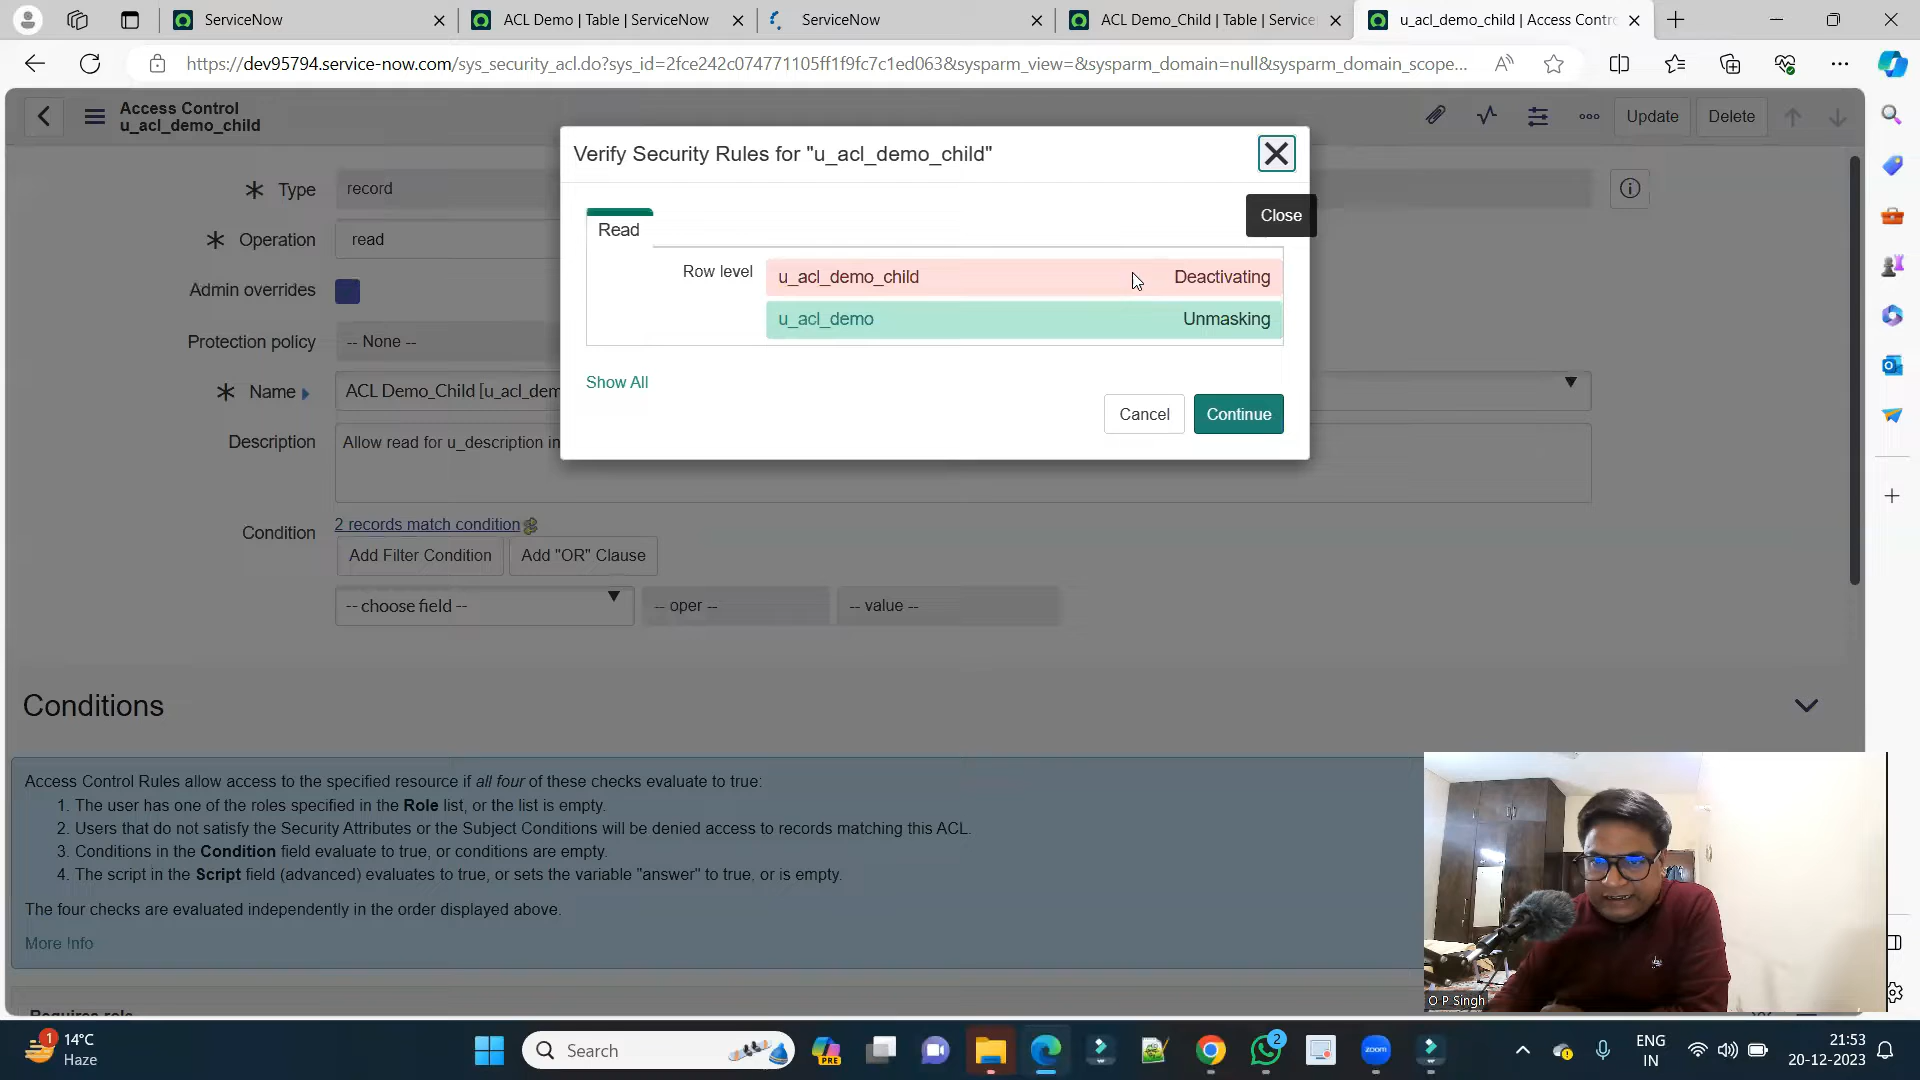 ServiceNow
ACL Demo | Table | ServiceNow
ServiceNow
ACL Demo_Child | Table | Service
u_acl_demo_child | Access Contro
https://dev95794.service-now.com/sys_security_acl.do?sys_id=2fce242c074771105ff1f9fc7c1ed063&sysparm_view=&sysparm_domain=null&sysparm_domain_scope...
Access Control
u_acl_demo_child
Update
Delete
Verify Security Rules for "u_acl_demo_child"
Close
Read
Row level
u_acl_demo_child
Deactivating
u_acl_demo
Unmasking
Show All
Cancel
Continue
Type
record
Operation
read
Admin overrides
Protection policy
-- None --
Name
ACL Demo_Child [u_acl_dem
Description
Allow read for u_description in
Condition
2 records match condition
Add Filter Condition
Add "OR" Clause
-- choose field --
-- oper --
-- value --
Conditions
Access Control Rules allow access to the specified resource if all four of these checks evaluate to true:
1. The user has one of the roles specified in the Role list, or the list is empty.
2. Users that do not satisfy the Security Attributes or the Subject Conditions will be denied access to records matching this ACL.
3. Conditions in the Condition field evaluate to true, or conditions are empty.
4. The script in the Script field (advanced) evaluates to true, or sets the variable "answer" to true, or is empty.
The four checks are evaluated independently in the order displayed above.
More Info
Requires role
O P Singh
1
14°C
Haze
Search
PRE
2
zoom
ENG
IN
21:53
20-12-2023